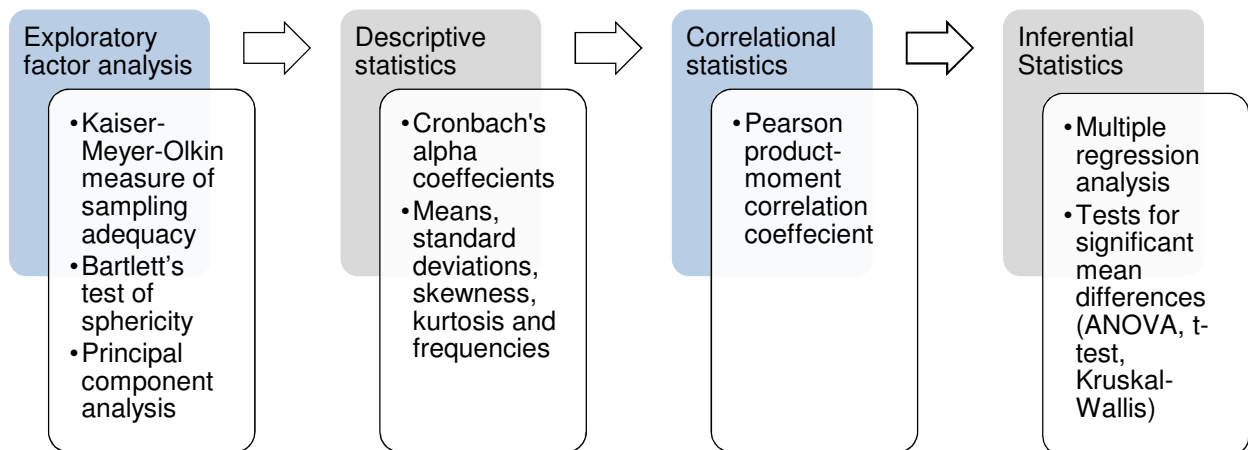 Exploratory
factor analysis
•Kaiser-
Meyer-Olkin
measure of
sampling
adequacy
•Bartlett’s
test of
sphericity
•Principal
component
analysis
Descriptive
statistics
•Cronbach's
alpha
coeffecients
•Means,
standard
deviations,
skewness,
kurtosis and
frequencies
Correlational
statistics
•Pearson
product-
moment
correlation
coeffecient
Inferential
Statistics
•Multiple
regression
analysis
•Tests for
significant
mean
differences
(ANOVA, t-
test,
Kruskal-
Wallis)